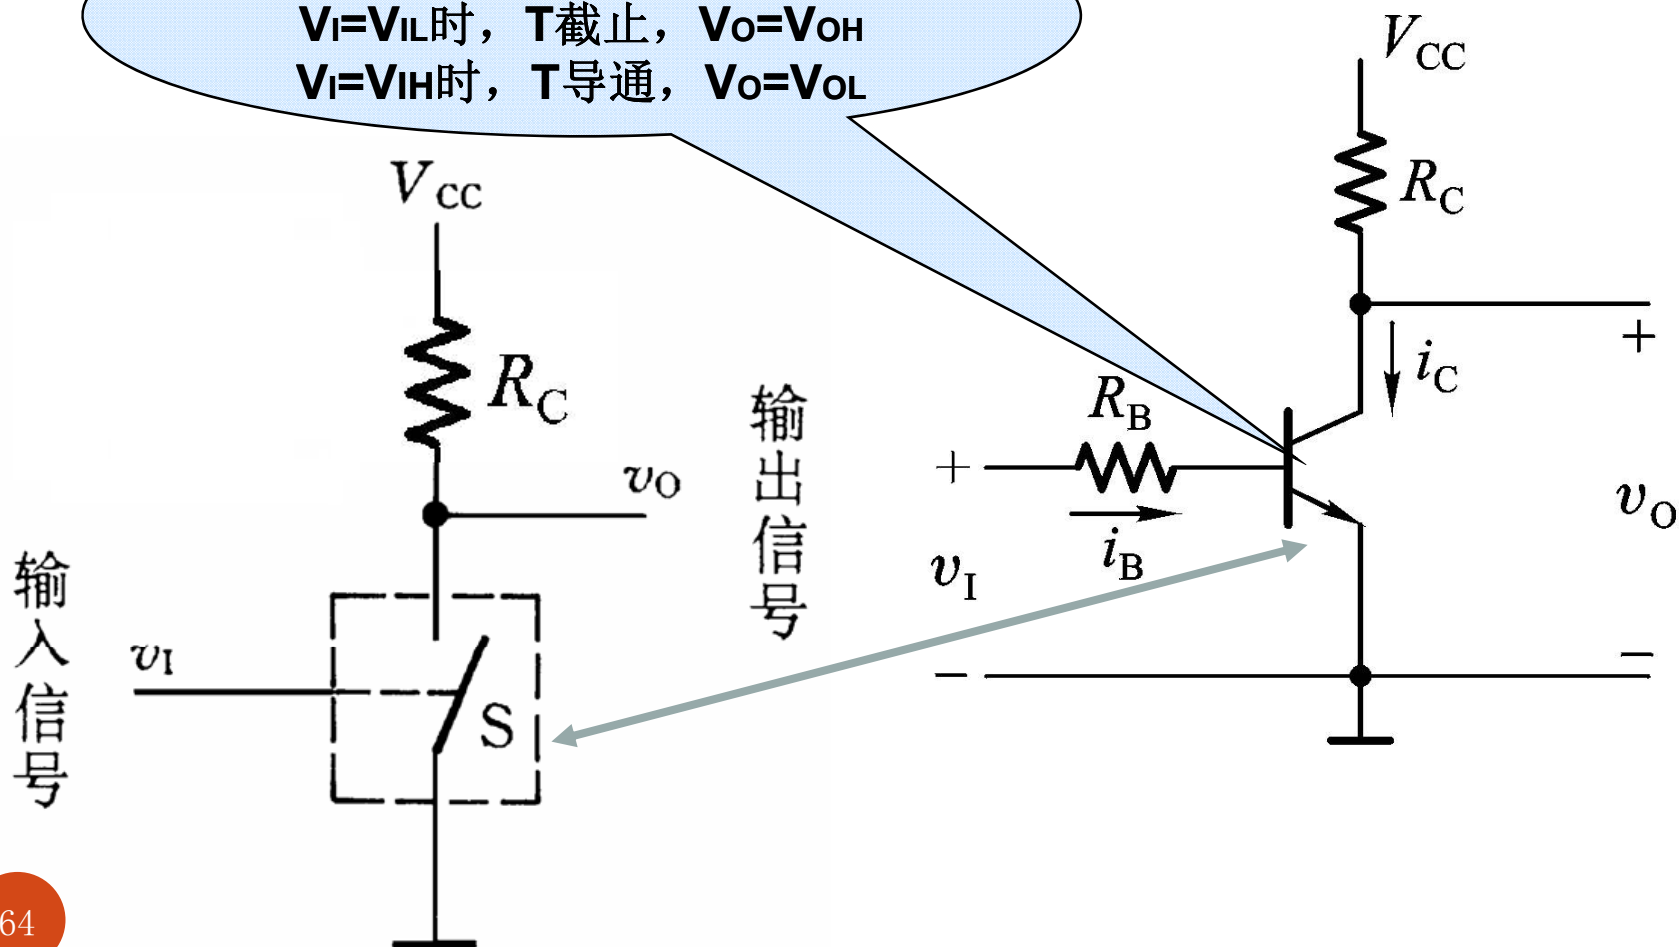 VI=VIL时，T截止，VO=VOH
VI=VIH时，T导通，VO=VOL
VCC
RC
vO
输入信号
vI
S
输出信号
VCC
RC
iC
+
RB
+
iB
vI
vO
−
−
64